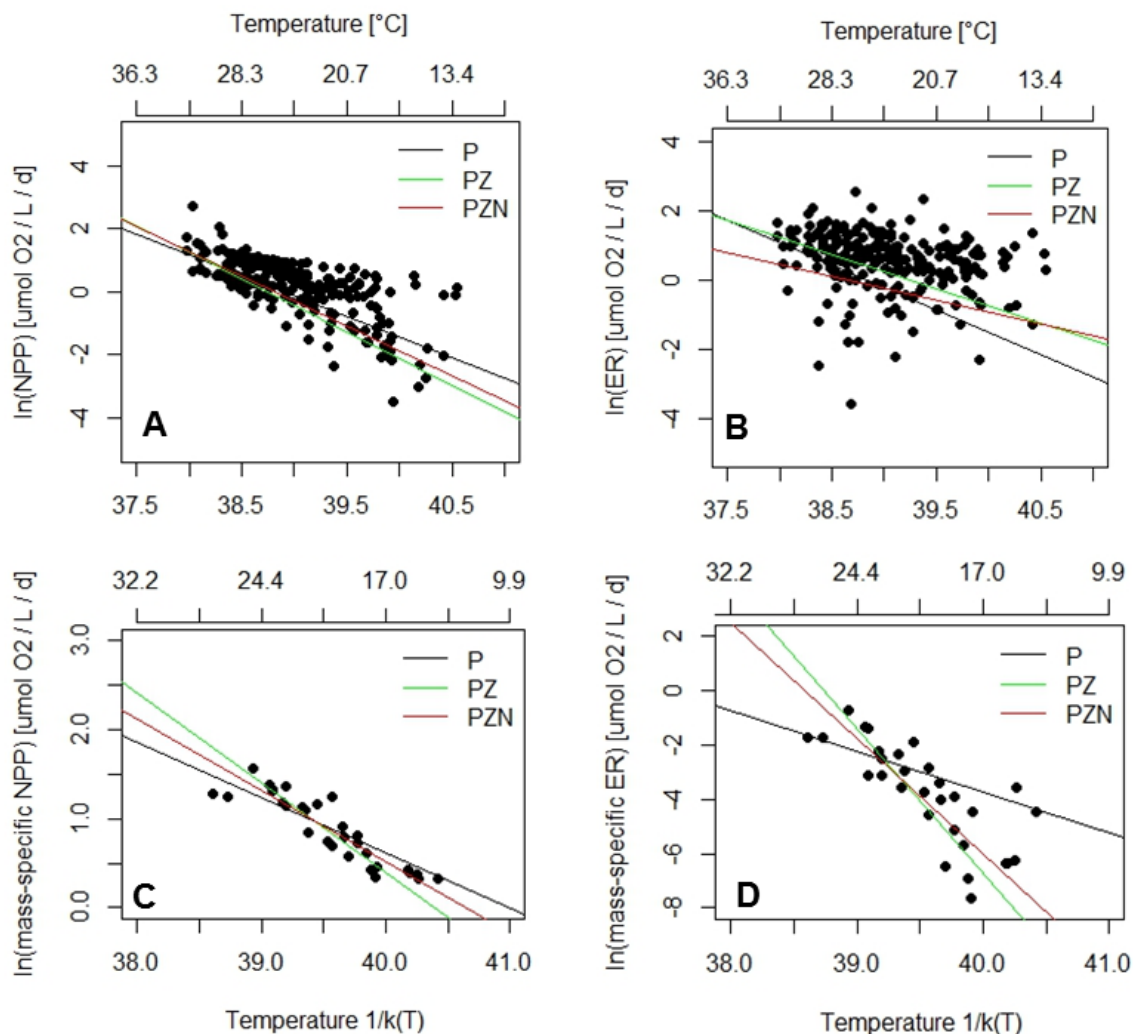 Temperature [°C]
36.3 28.3 20.7 13.4
ln(NPP) [umol O2 / L / d]
4
2
0
-2
-4
P
PZ
PZN
A
37.5 38.5 39.5 40.5
Temperature [°C]
36.3 28.3 20.7 13.4
ln(ER) [umol O2 / L / d]
4
2
0
-2
-4
P
PZ
PZN
B
37.5 38.5 39.5 40.5
32.2 24.4 17.0 9.9
ln(mass-specific NPP) [umol O2 / L / d]
3.0
2.0
1.0
0.0
P
PZ
PZN
C
38.0 39.0 40.0 41.0
Temperature 1/k(T)
32.2 24.4 17.0 9.9
ln(mass-specific ER) [umol O2 / L / d]
2
0
-2
-4
-6
-8
P
PZ
PZN
D
38.0 39.0 40.0 41.0
Temperature 1/k(T)